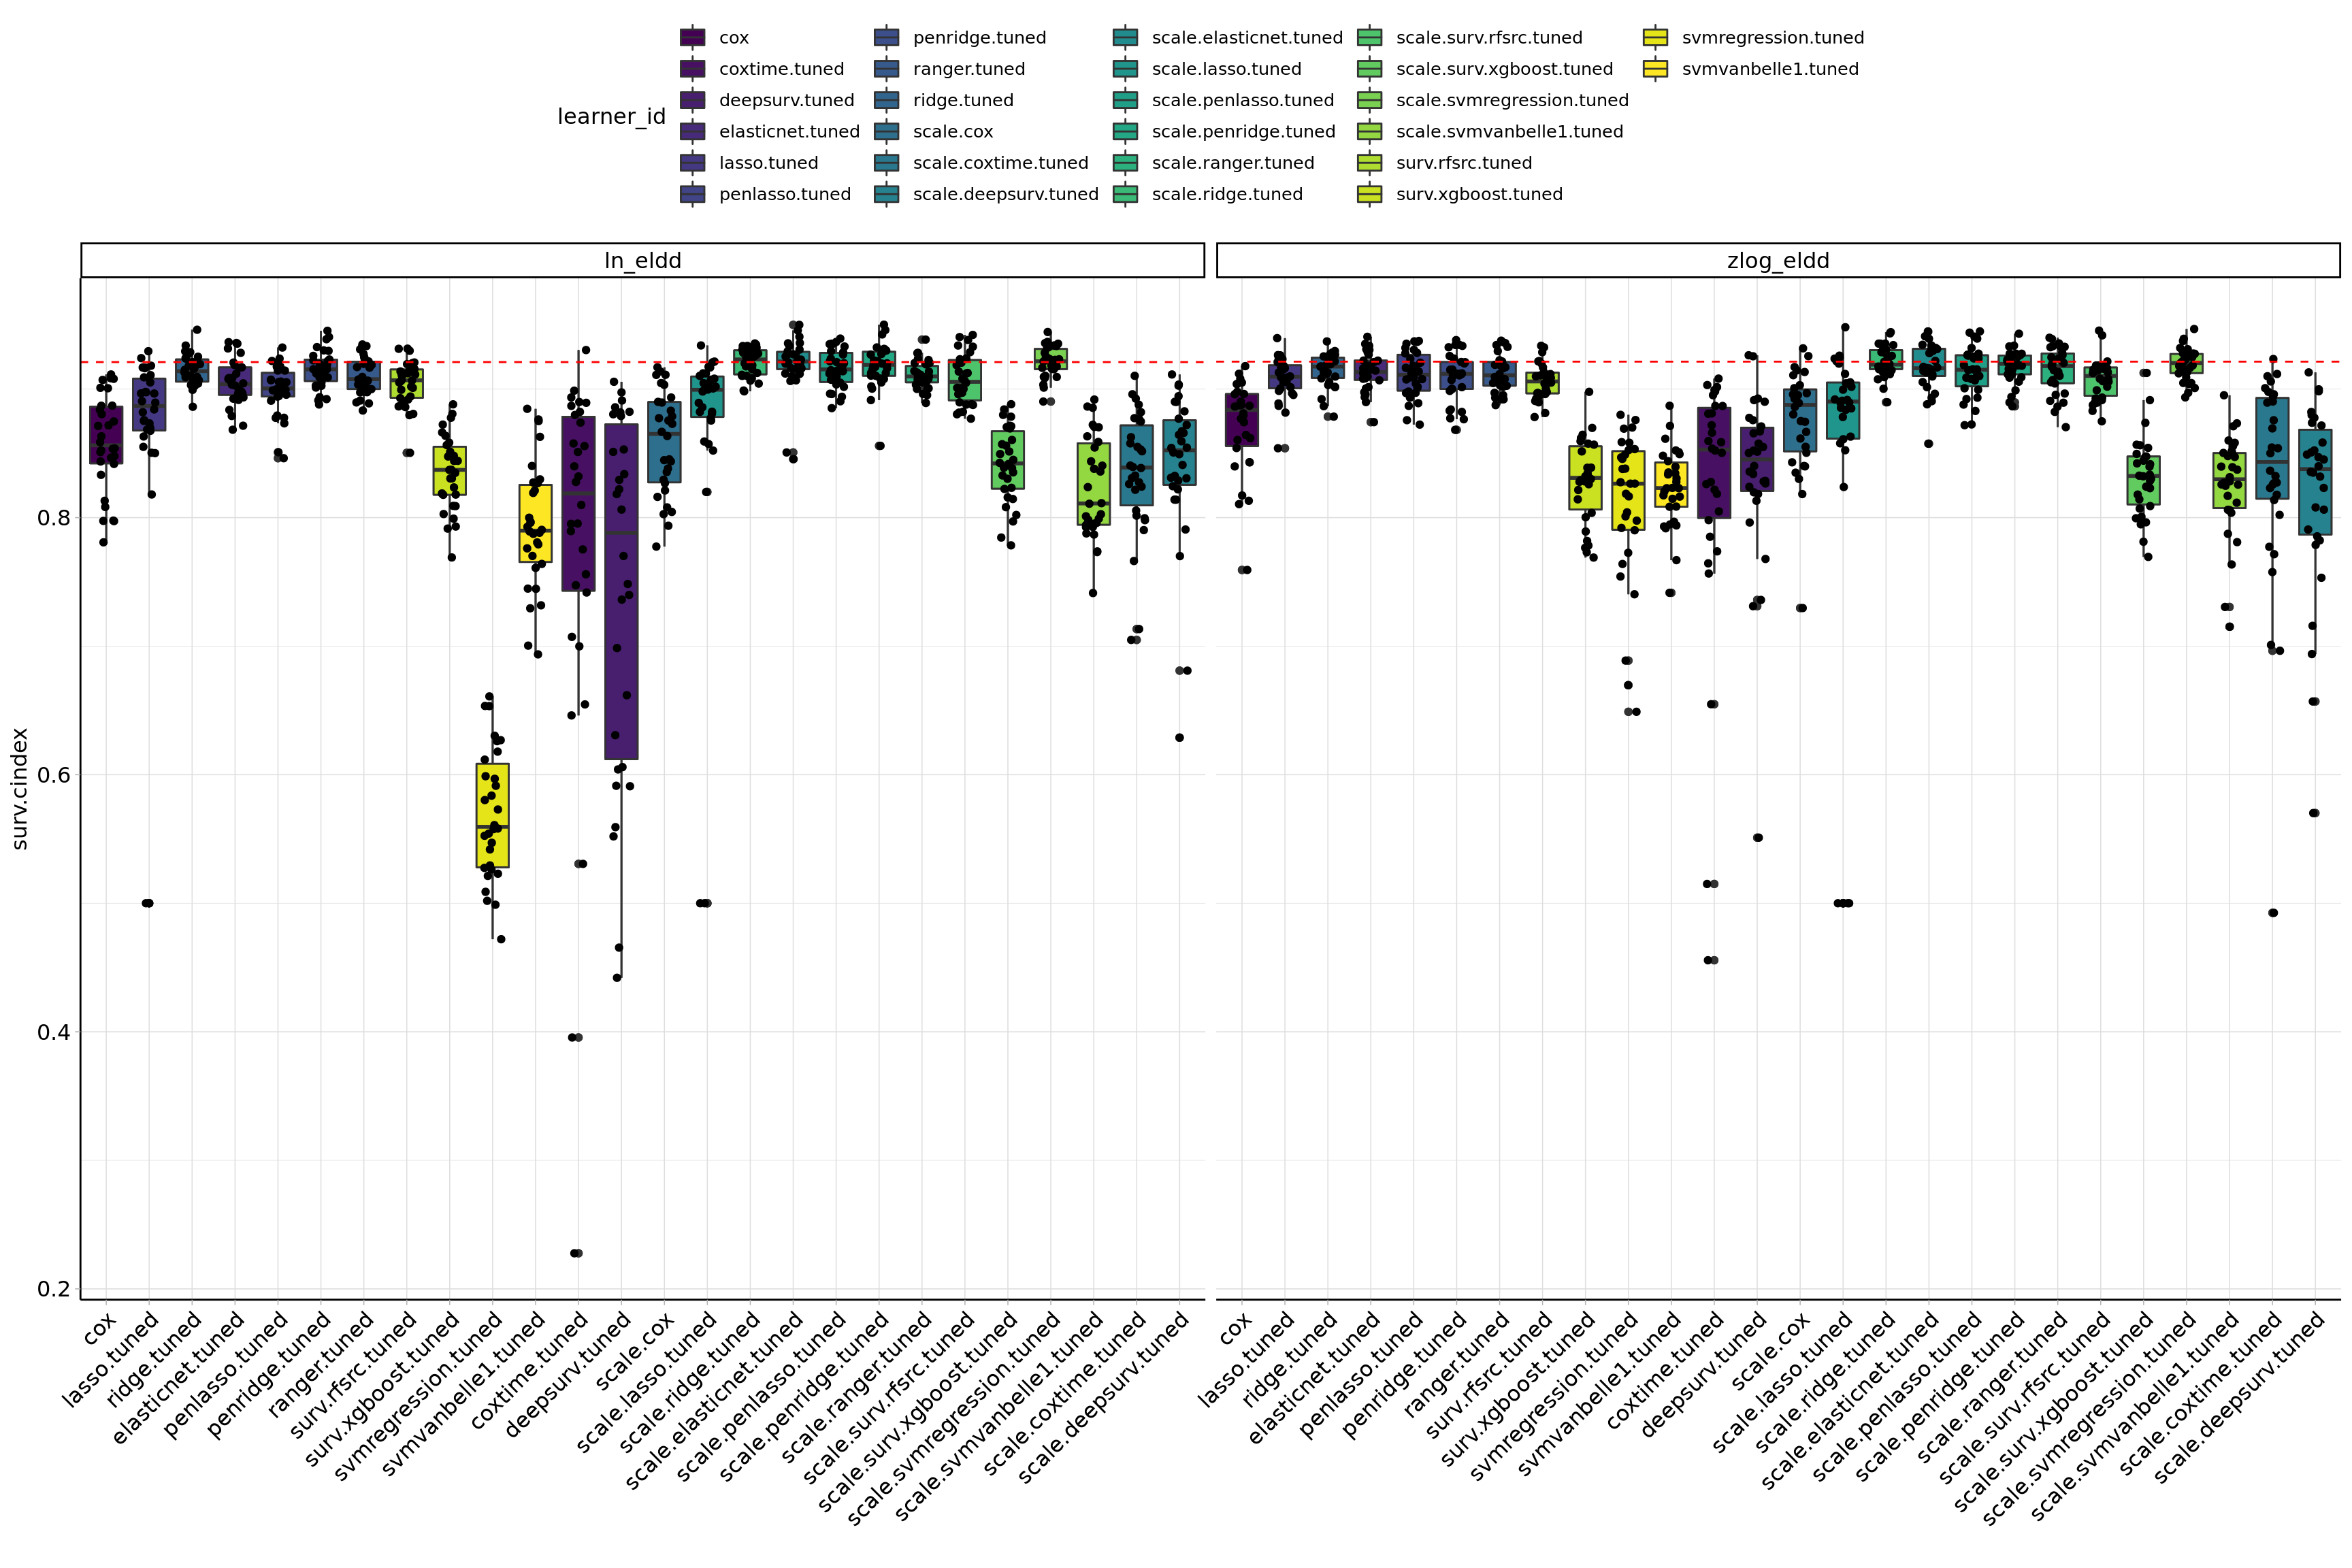 learner_id
cox
coxtime.tuned
deepsurv.tuned
elasticnet.tuned
lasso.tuned
penlasso.tuned
penridge.tuned
ranger.tuned
ridge.tuned
scale.cox
scale.coxtime.tuned
scale.deepsurv.tuned
scale.elasticnet.tuned
scale.lasso.tuned
scale.penlasso.tuned
scale.penridge.tuned
scale.ranger.tuned
scale.ridge.tuned
scale.surv.rfsrc.tuned
scale.surv.xgboost.tuned
scale.svmregression.tuned
scale.svmvanbelle1.tuned
surv.rfsrc.tuned
surv.xgboost.tuned
svmregression.tuned
svmvanbelle1.tuned
ln_eldd
zlog_eldd
surv.cindex
0.8
0.6
0.4
0.2
cox
lasso.tuned
ridge.tuned
elasticnet.tuned
penlasso.tuned
penridge.tuned
ranger.tuned
surv.rfsrc.tuned
surv.xgboost.tuned
svmregression.tuned
svmvanbelle1.tuned
coxtime.tuned
deepsurv.tuned
scale.cox
scale.lasso.tuned
scale.ridge.tuned
scale.elasticnet.tuned
scale.penlasso.tuned
scale.penridge.tuned
scale.ranger.tuned
scale.surv.rfsrc.tuned
scale.surv.xgboost.tuned
scale.svmregression.tuned
scale.svmvanbelle1.tuned
scale.coxtime.tuned
scale.deepsurv.tuned
cox
lasso.tuned
ridge.tuned
elasticnet.tuned
penlasso.tuned
penridge.tuned
ranger.tuned
surv.rfsrc.tuned
surv.xgboost.tuned
svmregression.tuned
svmvanbelle1.tuned
coxtime.tuned
deepsurv.tuned
scale.cox
scale.lasso.tuned
scale.ridge.tuned
scale.elasticnet.tuned
scale.penlasso.tuned
scale.penridge.tuned
scale.ranger.tuned
scale.surv.rfsrc.tuned
scale.surv.xgboost.tuned
scale.svmregression.tuned
scale.svmvanbelle1.tuned
scale.coxtime.tuned
scale.deepsurv.tuned